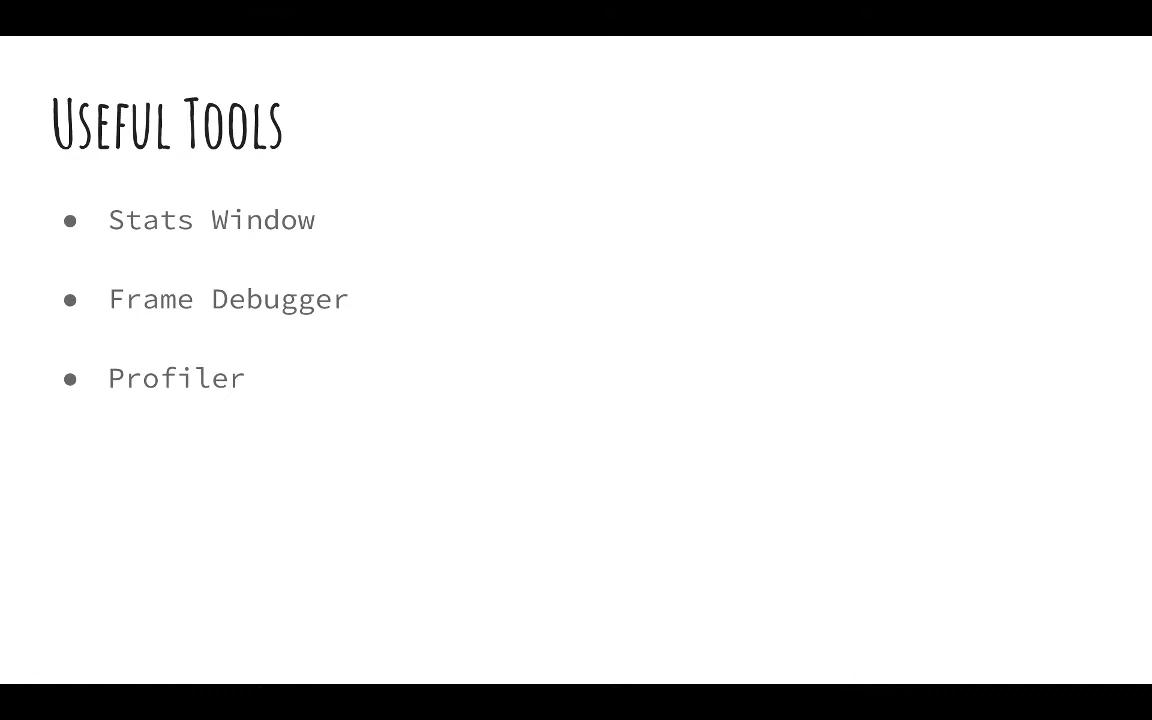 Useful Tools
● Stats Window
● Frame Debugger
● Profiler